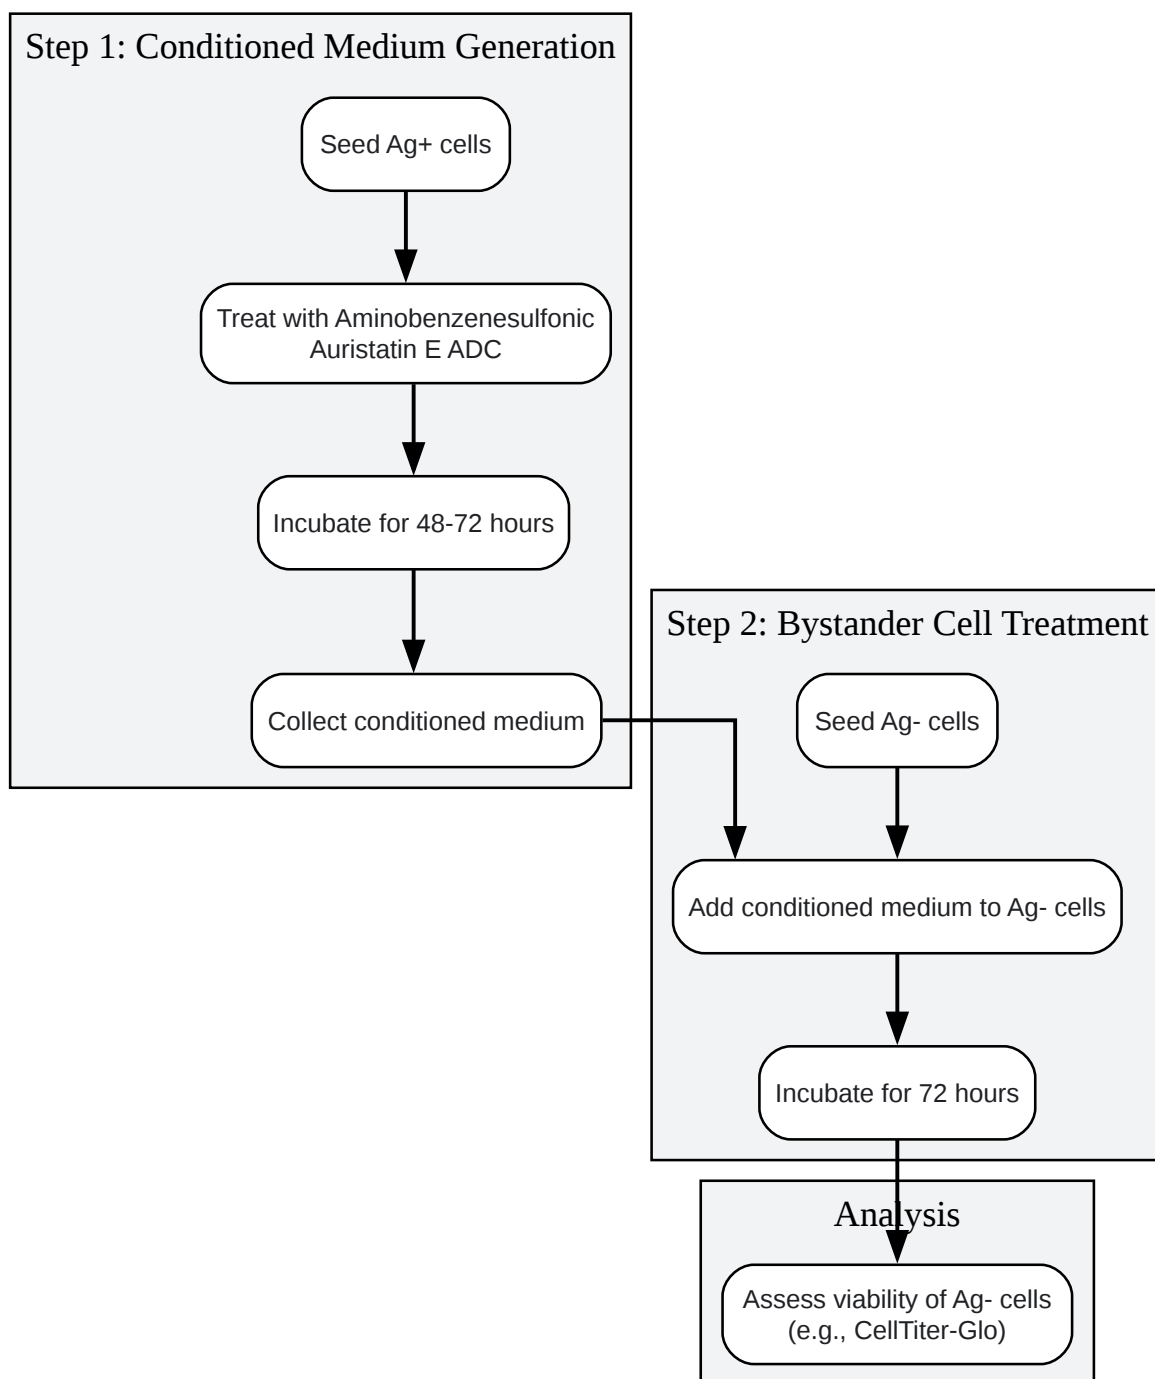 Step 1: Conditioned Medium Generation
Seed Ag+ cells
Treat with Aminobenzenesulfonic
Auristatin E ADC
Incubate for 48-72 hours
Collect conditioned medium
Step 2: Bystander Cell Treatment
Seed Ag- cells
Add conditioned medium to Ag- cells
Incubate for 72 hours
Analysis
Assess viability of Ag- cells
(e.g., CellTiter-Glo)